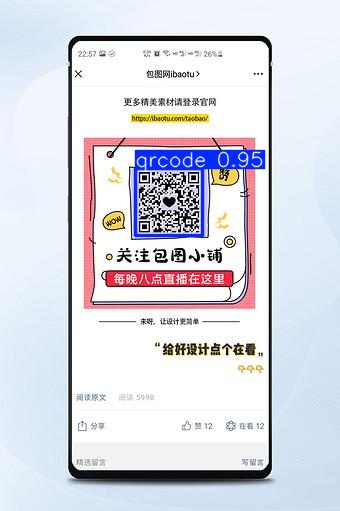 22:57
26%
包图网ibaotu
更多精美素材请登录官网
https://ibaotu.com/taobao/
qrcode 0.95
WOW
关注包图小铺
每晚八点直播在这里
来呀，让设计更简单
“给好设计点个在看„
阅读原文 阅读 5998
分享 赞 12 在看 12
精选留言 写留言